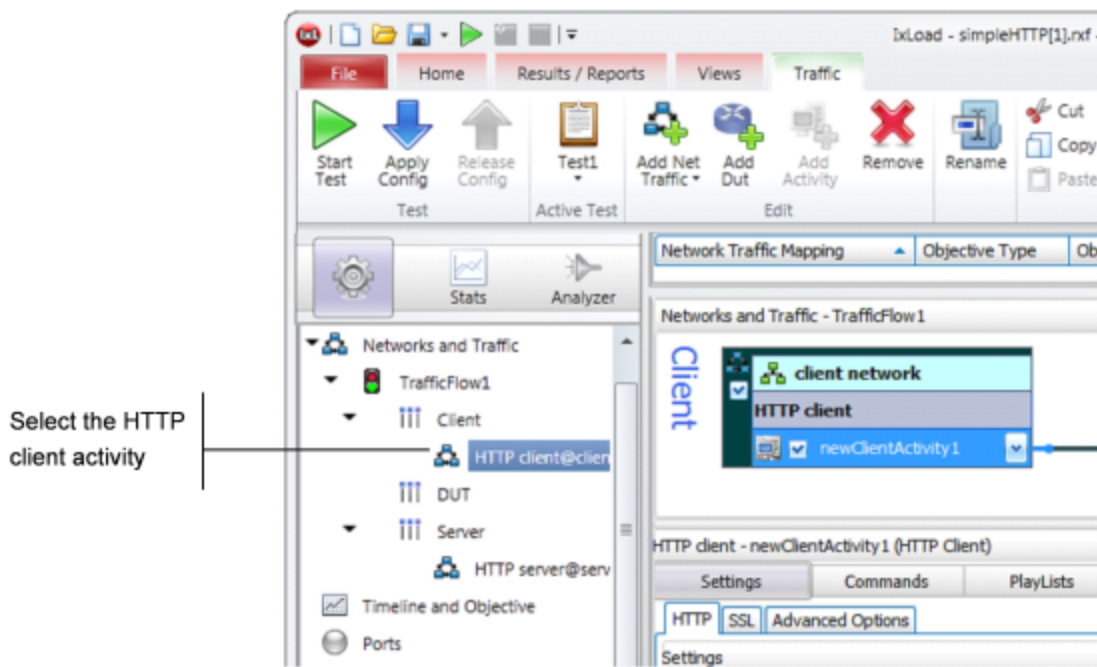 IxLoad - simpleHTTP[1].rxf -
File Home Results / Reports Views Traffic
Start Test
Apply Config
Release Config
Test1
Add Net Traffic
Add Dut
Add Activity
Remove
Rename
Cut
Copy
Paste
Test Active Test Edit
Stats Analyzer
Network Traffic Mapping Objective Type Ob
Networks and Traffic - TrafficFlow1
Networks and Traffic
TrafficFlow1
Client
HTTP client@clien
DUT
Server
HTTP server@serv
Timeline and Objective
Ports
Select the HTTP
client activity
Client
client network
HTTP client
newClientActivity1
HTTP client - newClientActivity1 (HTTP Client)
Settings Commands PlayLists
HTTP SSL Advanced Options
Settings